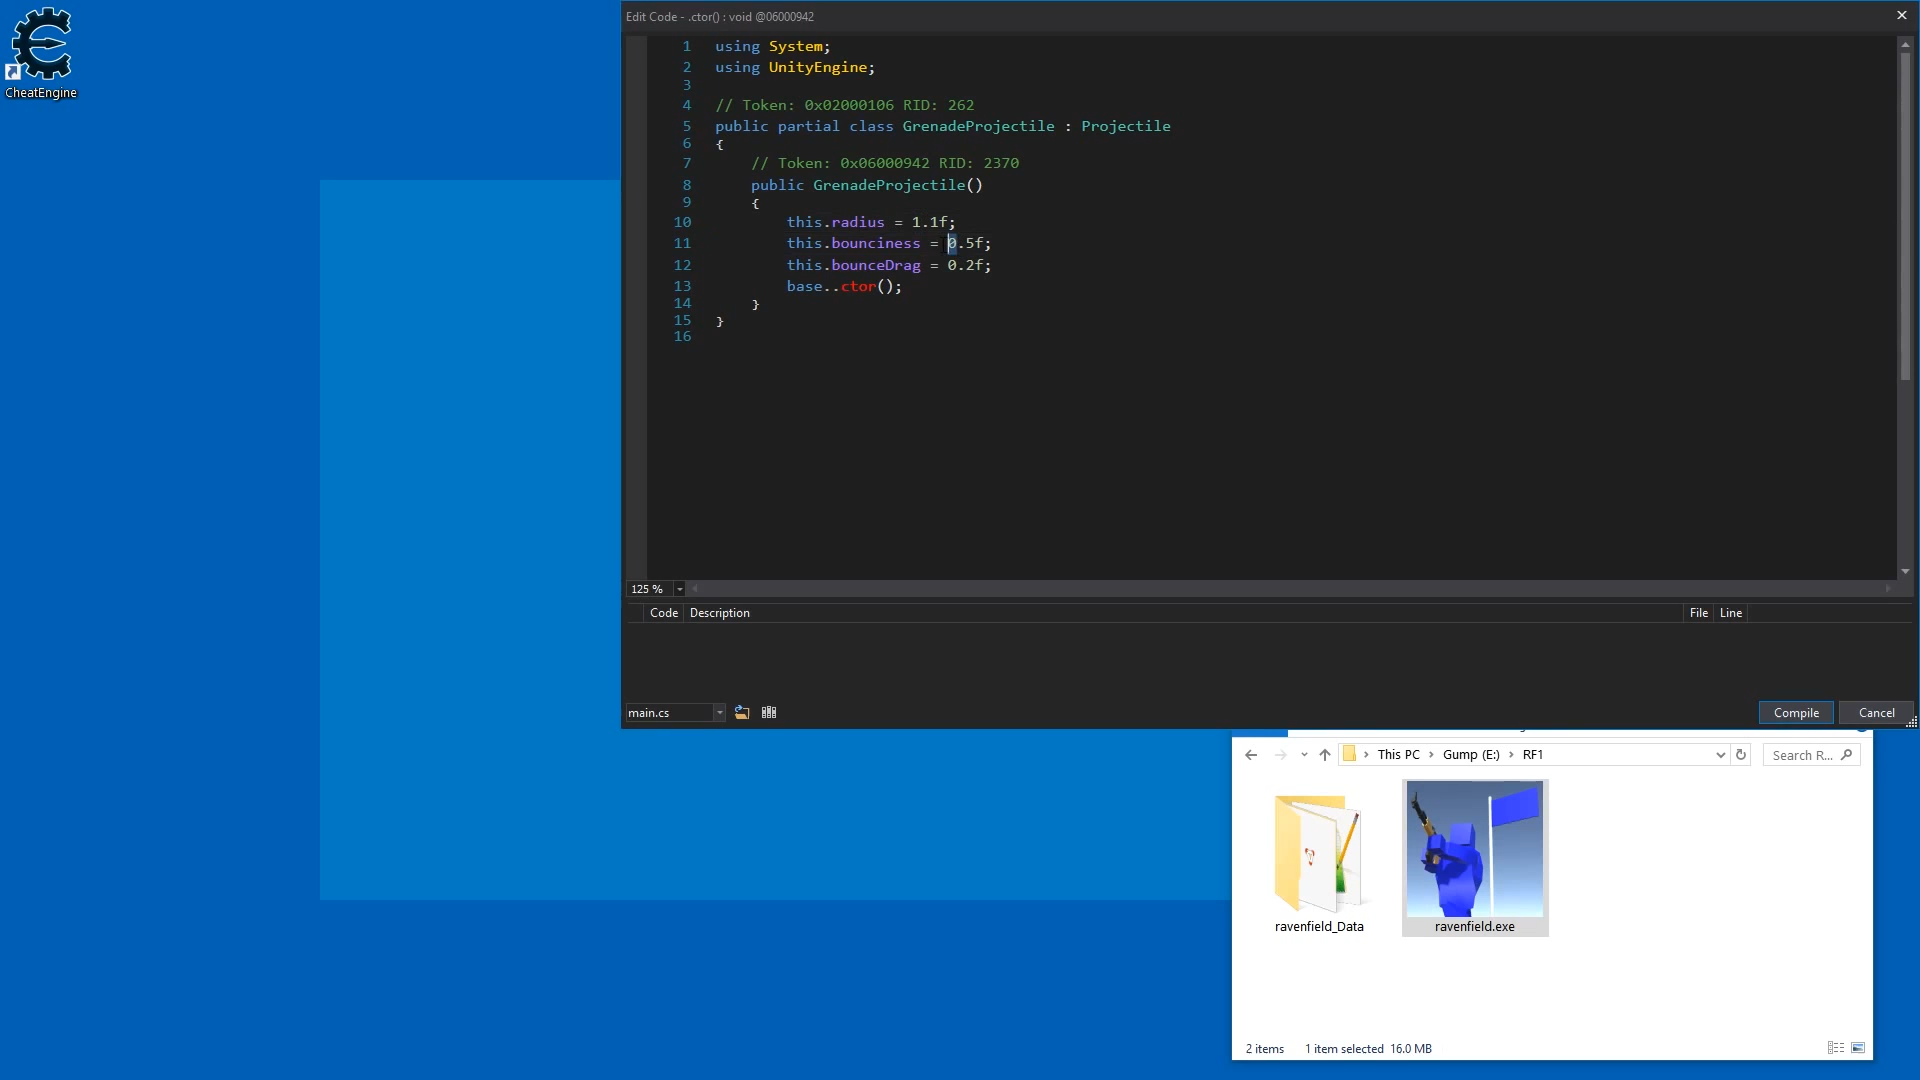 CheatEngine
Edit Code - .ctor() : void @06000942
1 using System;
2 using UnityEngine;
3
4 // Token: 0x02000106 RID: 262
5 public partial class GrenadeProjectile : Projectile
6 {
7 // Token: 0x06000942 RID: 2370
8 public GrenadeProjectile()
9 {
10 this.radius = 1.1f;
11 this.bounciness = 0.5f;
12 this.bounceDrag = 0.2f;
13 base..ctor();
14 }
15 }
16
125 %
Code Description File Line
main.cs
Compile Cancel
This PC Gump (E:) RF1 Search R...
ravenfield_Data
ravenfield.exe
2 items 1 item selected 16.0 MB